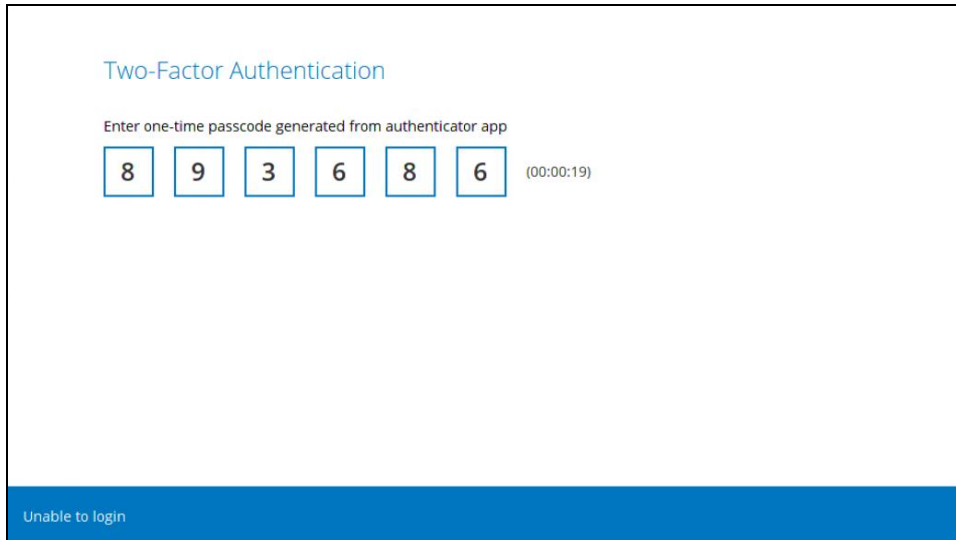 Two-Factor Authentication
Enter one-time passcode generated from authenticator app
8 9 3 6 8 6 (00:00:19)
Unable to login